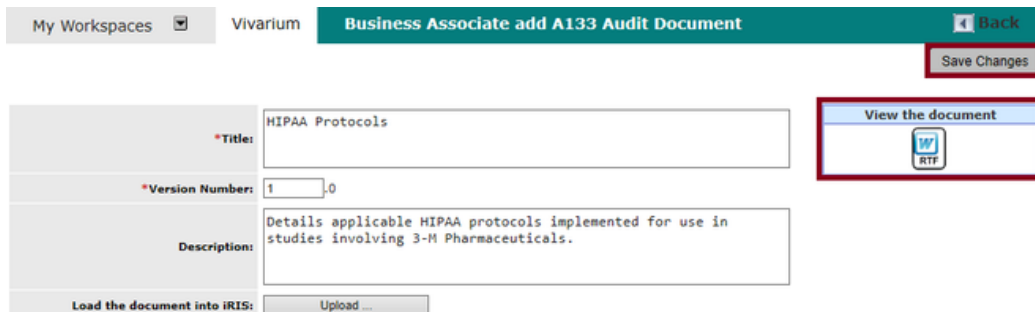 My Workspaces Vivarium Business Associate add A133 Audit Document Back
Save Changes
*Title: HIPAA Protocols
View the document
W
RTF
*Version Number: 1 .0
Description: Details applicable HIPAA protocols implemented for use in
studies involving 3-M Pharmaceuticals.
Load the document into iRIS: Upload ...